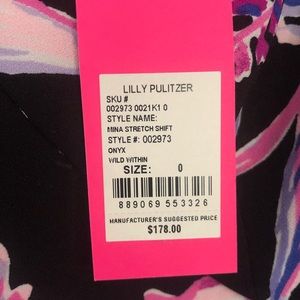 LILLY PULITZER
SKU #
002973 0021K1 0
STYLE NAME:
MINA STRETCH SHIFT
STYLE #: 002973
ONYX
WILD WITHIN
SIZE: 0
889069 553326
MANUFACTURER'S SUGGESTED PRICE
$178.00